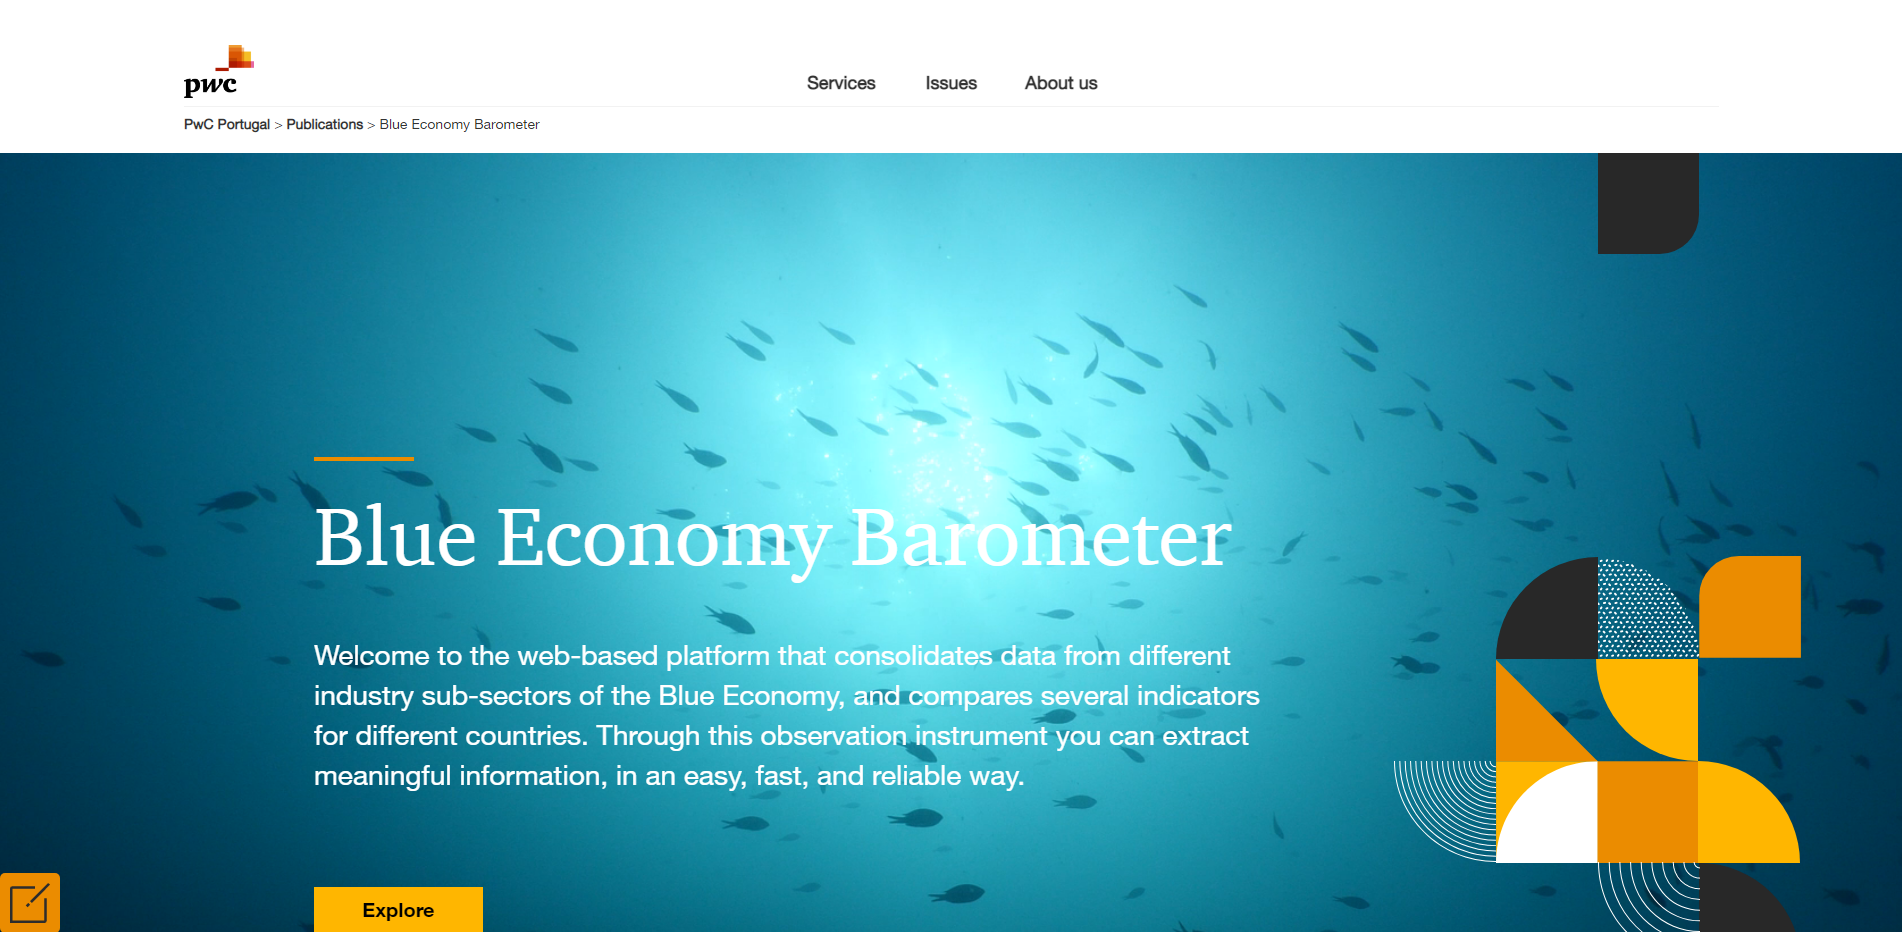 pwc
Services Issues About us
PwC Portugal > Publications > Blue Economy Barometer
Blue Economy Barometer
Welcome to the web-based platform that consolidates data from different
industry sub-sectors of the Blue Economy, and compares several indicators
for different countries. Through this observation instrument you can extract
meaningful information, in an easy, fast, and reliable way.
Explore